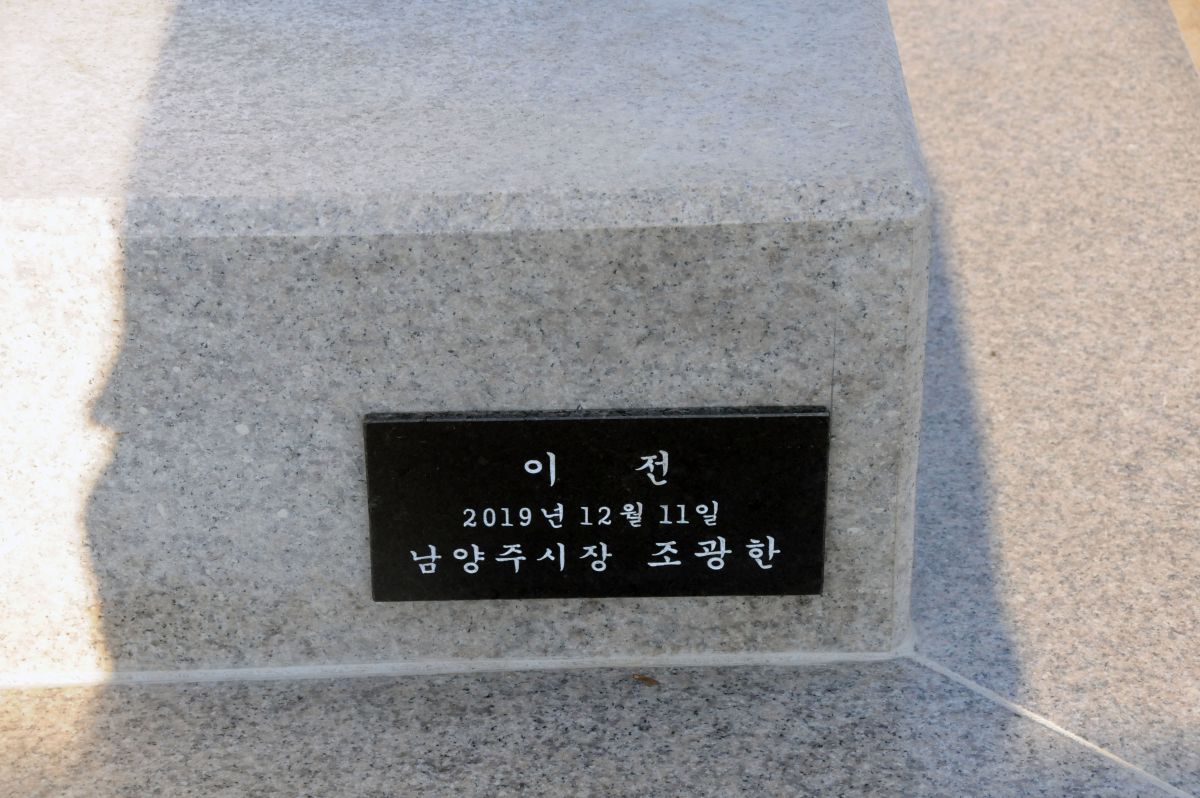 이 전
2019년 12월 11일
남양주시장 조광한